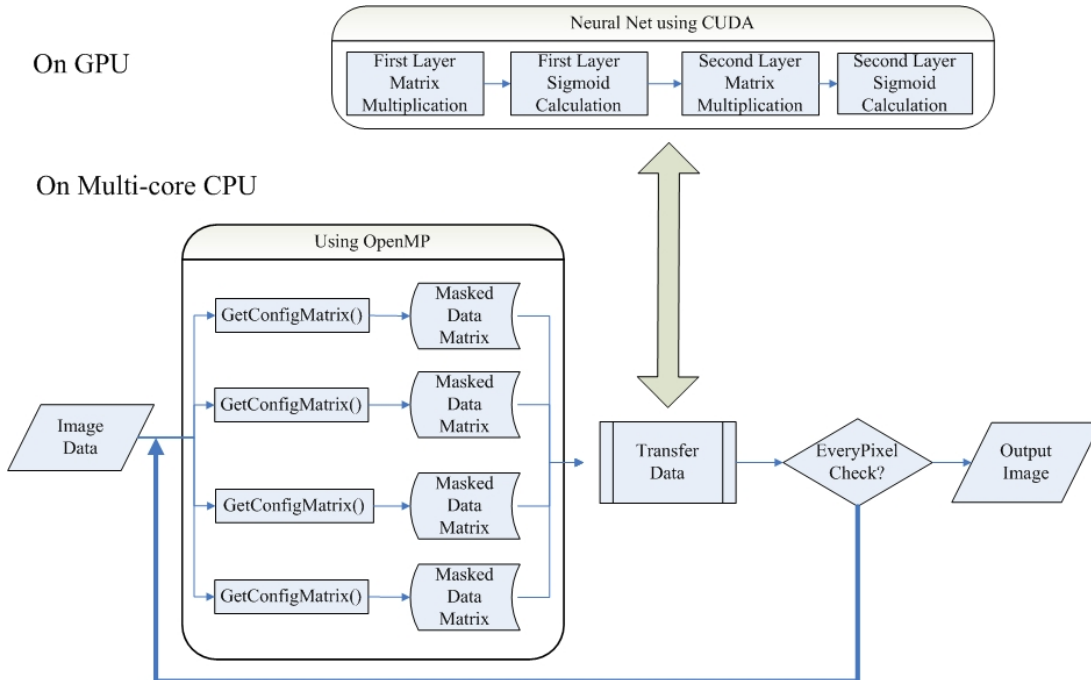 Neural Net using CUDA
On GPU
First Layer
Matrix
Multiplication
First Layer
Sigmoid
Calculation
Second Layer
Matrix
Multiplication
Second Layer
Sigmoid
Calculation
On Multi-core CPU
Using OpenMP
GetConfigMatrix()
Masked
Data
Matrix
GetConfigMatrix()
Masked
Data
Matrix
GetConfigMatrix()
Masked
Data
Matrix
GetConfigMatrix()
Masked
Data
Matrix
Image
Data
Transfer
Data
EveryPixel
Check?
Output
Image